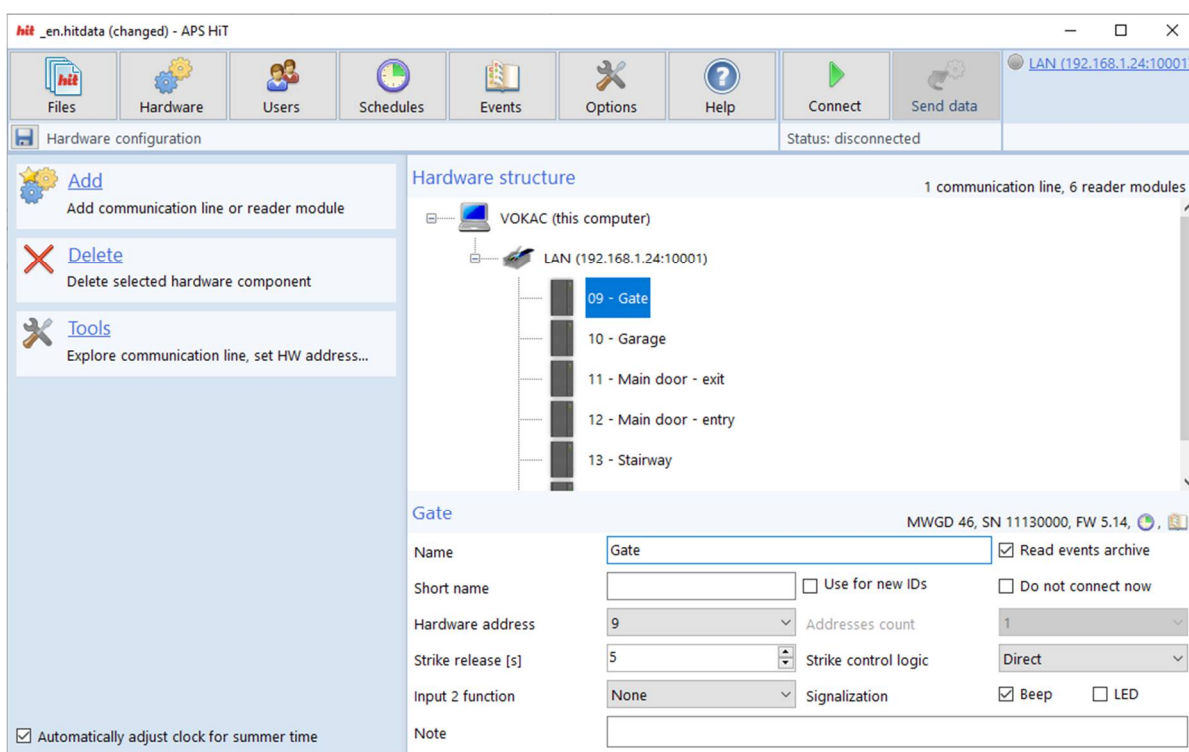 hit _en.hitdata (changed) - APS HiT
hit
Files Hardware Users Schedules Events Options Help Connect Send data
LAN (192.168.1.24:10001)
Hardware configuration
Status: disconnected
Add
Add communication line or reader module
Delete
Delete selected hardware component
Tools
Explore communication line, set HW address...
Automatically adjust clock for summer time
Hardware structure
1 communication line, 6 reader modules
VOKAC (this computer)
LAN (192.168.1.24:10001)
09 - Gate
10 - Garage
11 - Main door - exit
12 - Main door - entry
13 - Stairway
Gate
MWGD 46, SN 11130000, FW 5.14, ,
Name Gate Read events archive
Short name Use for new IDs Do not connect now
Hardware address 9 Addresses count 1
Strike release [s] 5 Strike control logic Direct
Input 2 function None Signalization Beep LED
Note